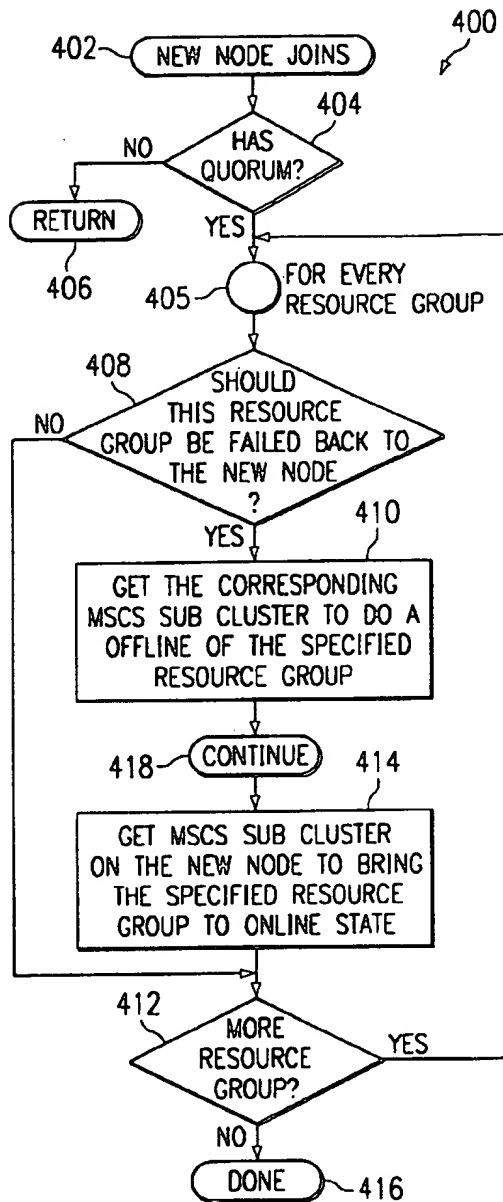 400
402
NEW NODE JOINS
404
HAS
QUORUM?
NO
YES
RETURN
406
405
FOR EVERY
RESOURCE GROUP
408
SHOULD
THIS RESOURCE
GROUP BE FAILED BACK TO
THE NEW NODE
?
NO
YES
410
GET THE CORRESPONDING
MSCS SUB CLUSTER TO DO A
OFFLINE OF THE SPECIFIED
RESOURCE GROUP
418
CONTINUE
414
GET MSCS SUB CLUSTER
ON THE NEW NODE TO BRING
THE SPECIFIED RESOURCE
GROUP TO ONLINE STATE
412
MORE
RESOURCE
GROUP?
YES
NO
DONE
416